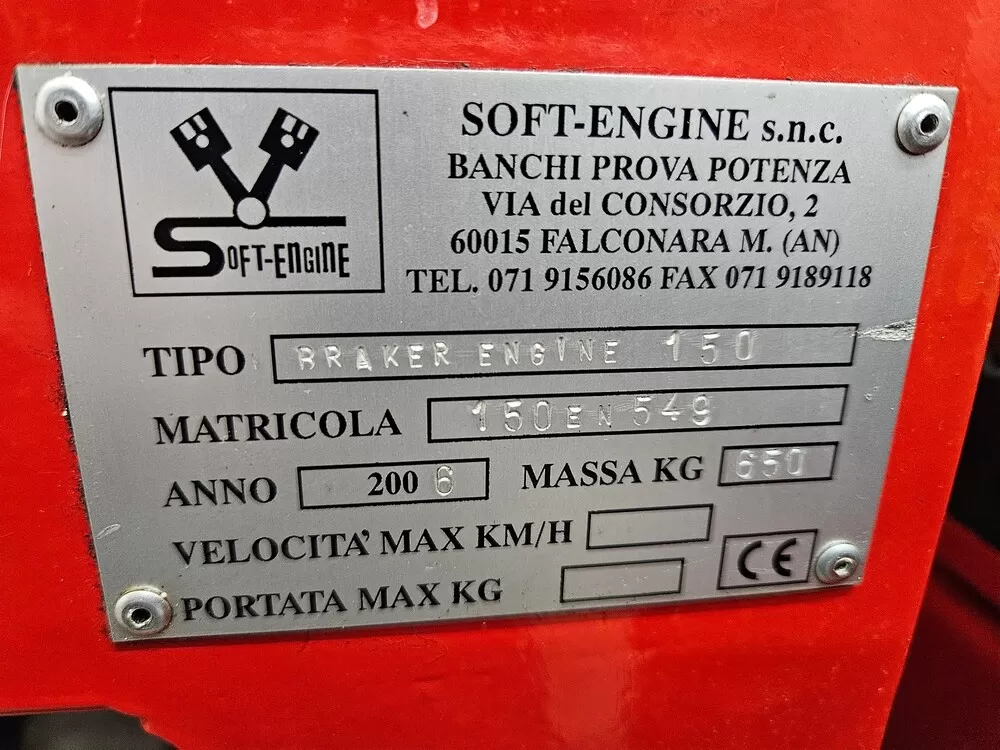 SOFT-ENGINE
SOFT-ENGINE s.n.c.
BANCHI PROVA POTENZA
VIA del CONSORZIO, 2
60015 FALCONARA M. (AN)
TEL. 071 9156086 FAX 071 9189118
TIPO BRAKER ENGINE 150
MATRICOLA 150EN549
ANNO 2006 MASSA KG 650
VELOCITA' MAX KM/H
PORTATA MAX KG CE